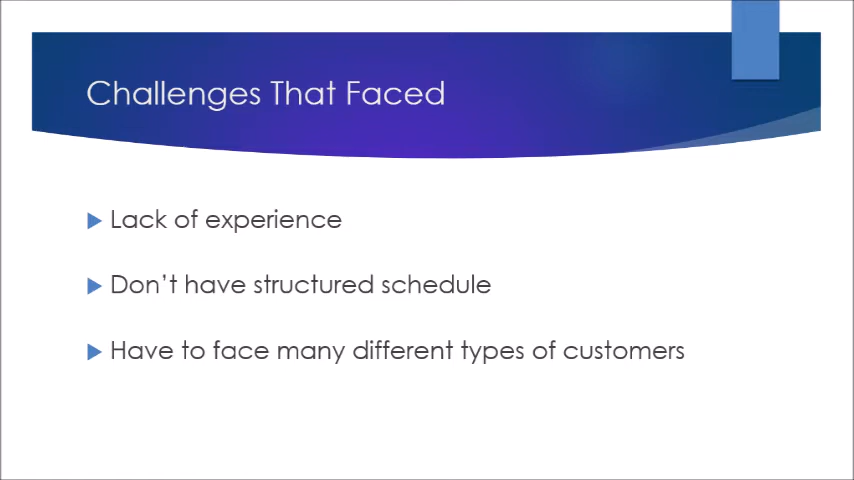 Challenges That Faced
Lack of experience
Don't have structured schedule
Have to face many different types of customers